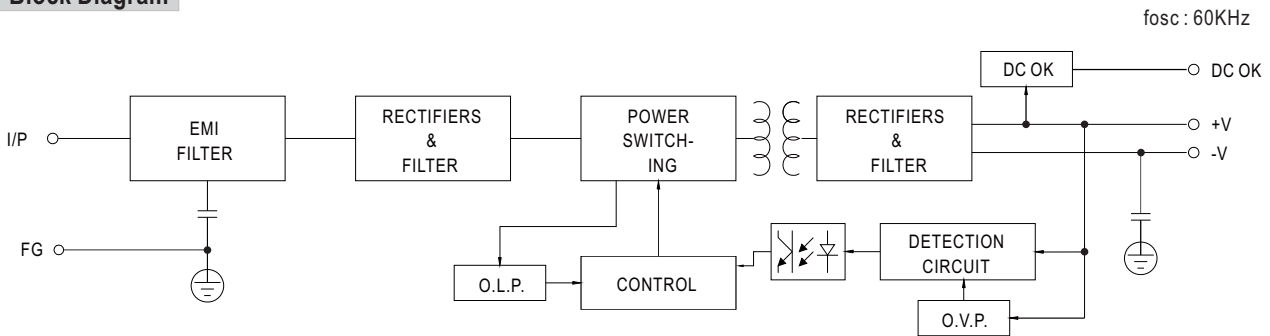 Block Diagram
fosc : 60KHz
DC OK
DC OK
I/P
EMI
FILTER
RECTIFIERS
&
FILTER
POWER
SWITCH-
ING
RECTIFIERS
&
FILTER
+V
-V
FG
O.L.P.
CONTROL
DETECTION
CIRCUIT
O.V.P.